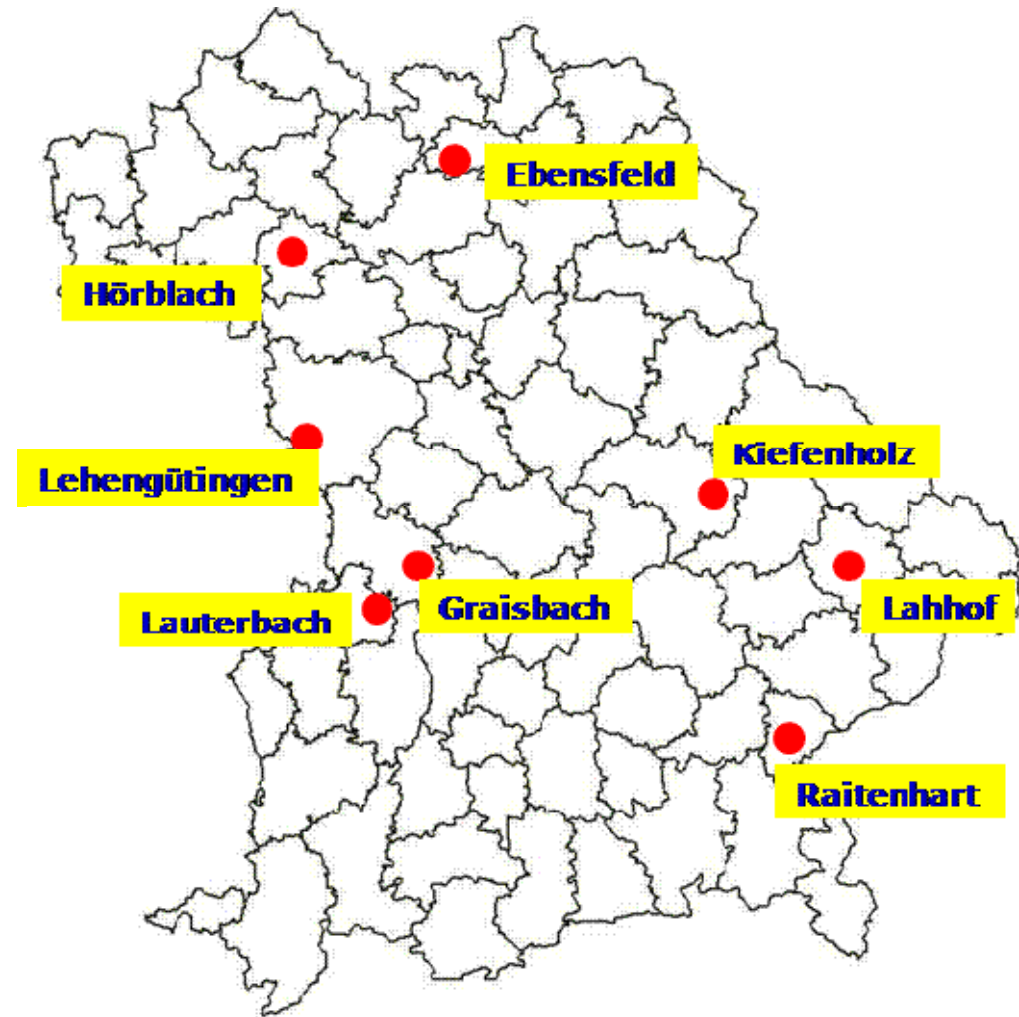 Ebensfeld
Hörblach
Kiefenholz
Lehengütingen
Lahhof
Graisbach
Lauterbach
Raitenhart